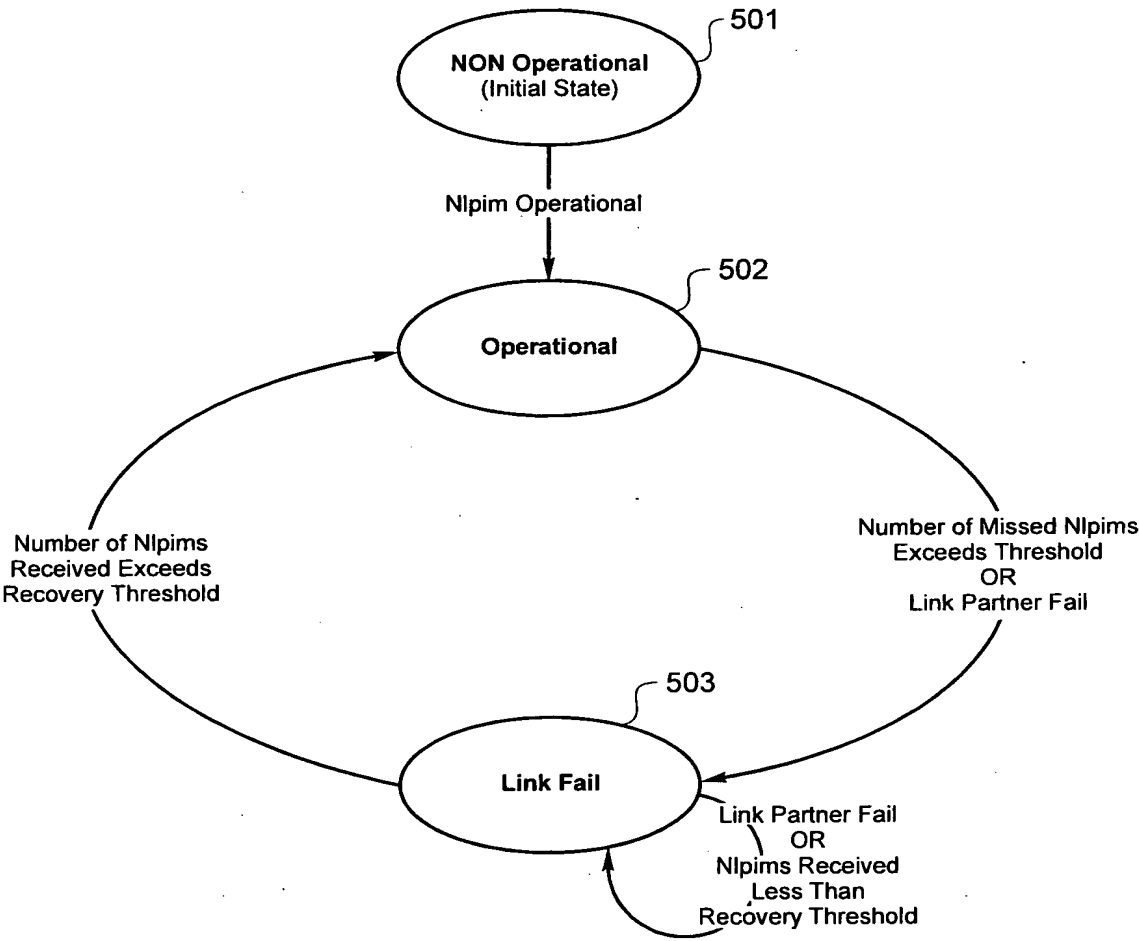 501
NON Operational
(Initial State)
Nlpim Operational
502
Operational
Number of Nlpims
Received Exceeds
Recovery Threshold
Number of Missed Nlpims
Exceeds Threshold
OR
Link Partner Fail
503
Link Fail
Link Partner Fail
OR
Nlpims Received
Less Than
Recovery Threshold